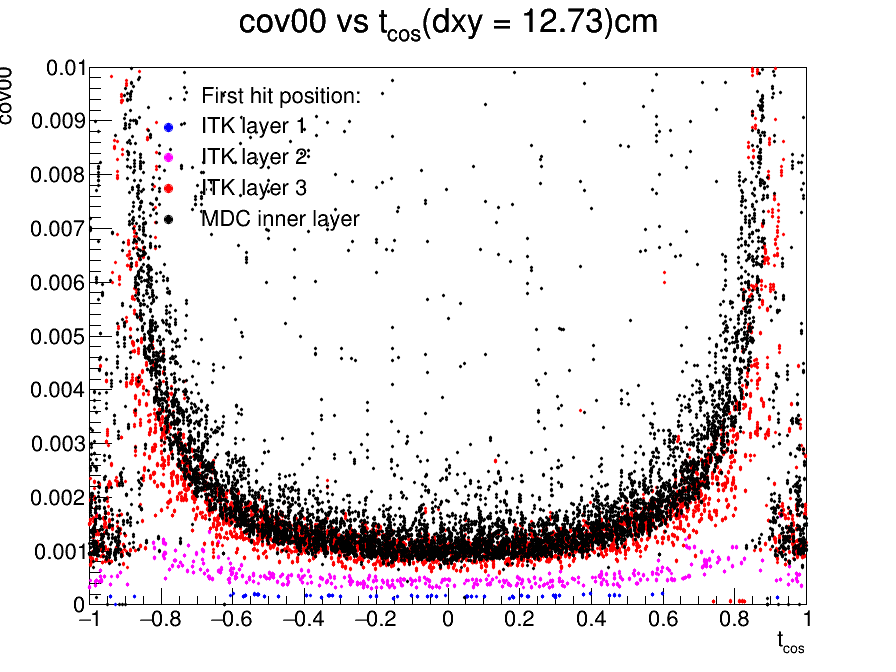 cov00 vs t_cos(dxy = 12.73)cm
cov00
0.01
0.009
0.008
0.007
0.006
0.005
0.004
0.003
0.002
0.001
0
First hit position:
ITK layer 1
ITK layer 2
ITK layer 3
MDC inner layer
−1 −0.8 −0.6 −0.4 −0.2 0 0.2 0.4 0.6 0.8 1
t_cos